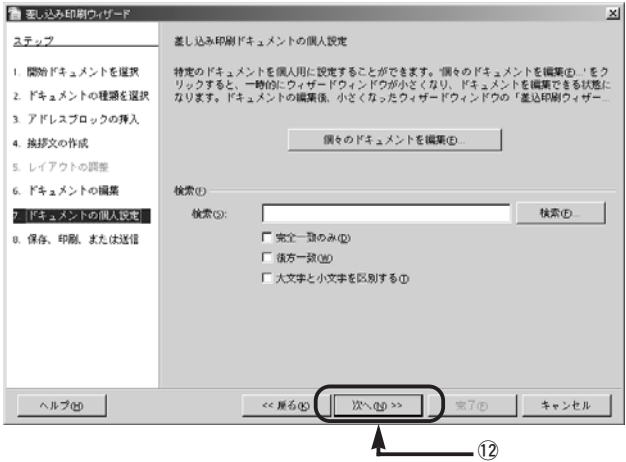 差し込み印刷ウィザード
ステップ
1. 開始ドキュメントを選択
2. ドキュメントの種類を選択
3. アドレスブロックの挿入
4. 挨拶文の作成
5. レイアウトの調整
6. ドキュメントの編集
7. ドキュメントの個人設定
8. 保存、印刷、または送信
差し込み印刷ドキュメントの個人設定
特定のドキュメントを個人用に設定することができます。'個々のドキュメントを編集(E)...' をク
リックすると、一時的にウィザードウィンドウが小さくなり、ドキュメントを編集できる状態に
なります。ドキュメントの編集後、小さくなったウィザードウィンドウの「差込印刷ウィザー...
個々のドキュメントを編集(E)...
検索(F)
検索(S):
検索(F)...
完全一致のみ(D)
後方一致(W)
大文字と小文字を区別する(I)
ヘルプ(H)
<< 戻る(K)
次へ(N) >>
完了(F)
キャンセル
⑫